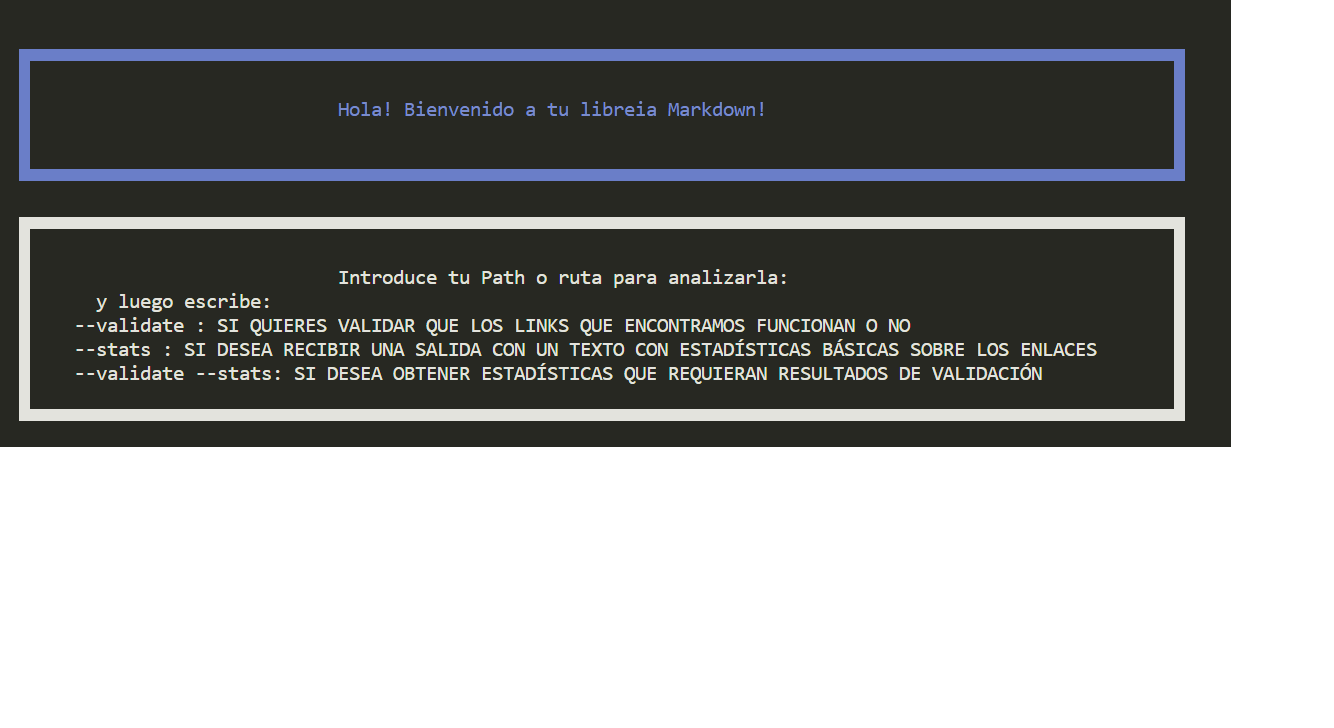 Hola! Bienvenido a tu libreia Markdown!
Introduce tu Path o ruta para analizarla:
y luego escribe:
--validate : SI QUIERES VALIDAR QUE LOS LINKS QUE ENCONTRAMOS FUNCIONAN O NO
--stats : SI DESEA RECIBIR UNA SALIDA CON UN TEXTO CON ESTADÍSTICAS BÁSICAS SOBRE LOS ENLACES
--validate --stats: SI DESEA OBTENER ESTADÍSTICAS QUE REQUIERAN RESULTADOS DE VALIDACIÓN